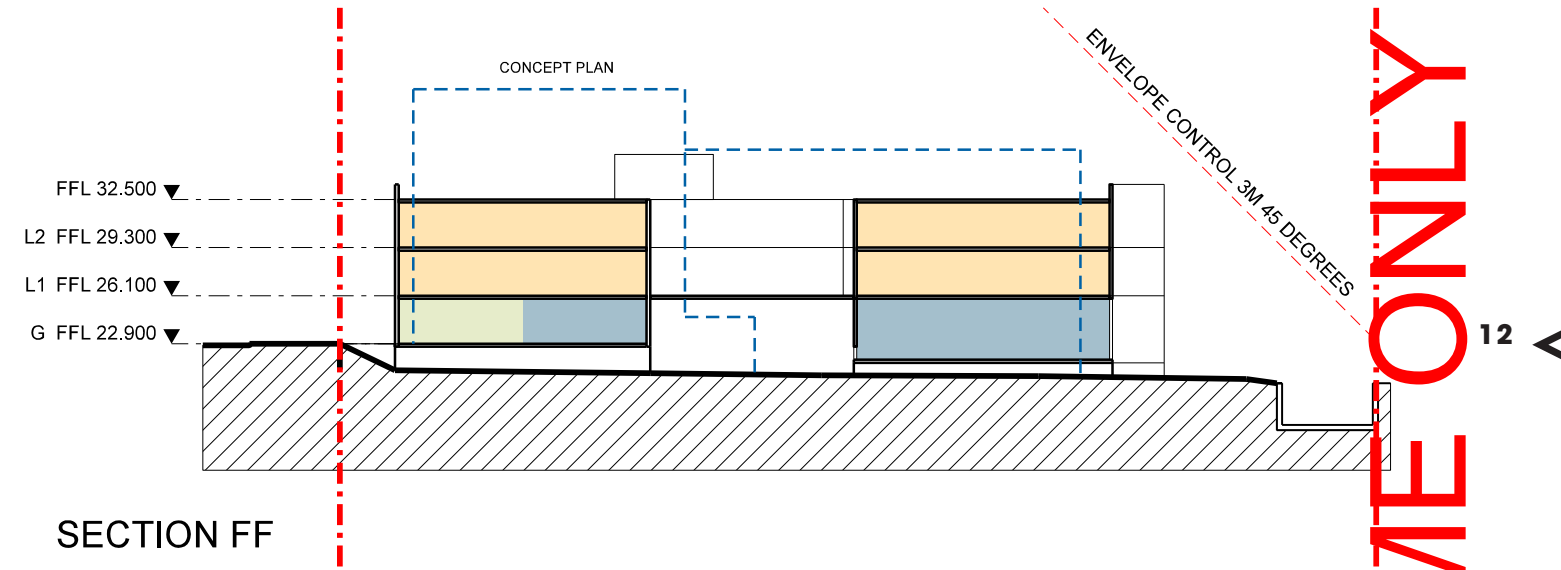 CONCEPT PLAN
ENVELOPE CONTROL 3M 45 DEGREES
FFL 32.500
L2 FFL 29.300
L1 FFL 26.100
G FFL 22.900
12
SECTION FF
ONLY